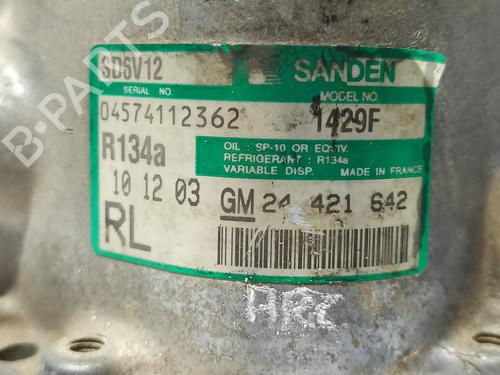 SD6V12
SANDEN
SERIAL NO.
MODEL NO.
04574112362
1429F
R134a
OIL : SP-10 OR EQUIV.
REFRIGERANT : R134a
VARIABLE DISP. MADE IN FRANCE
10 12 03
GM 24 421 642
RL
B-PARTS